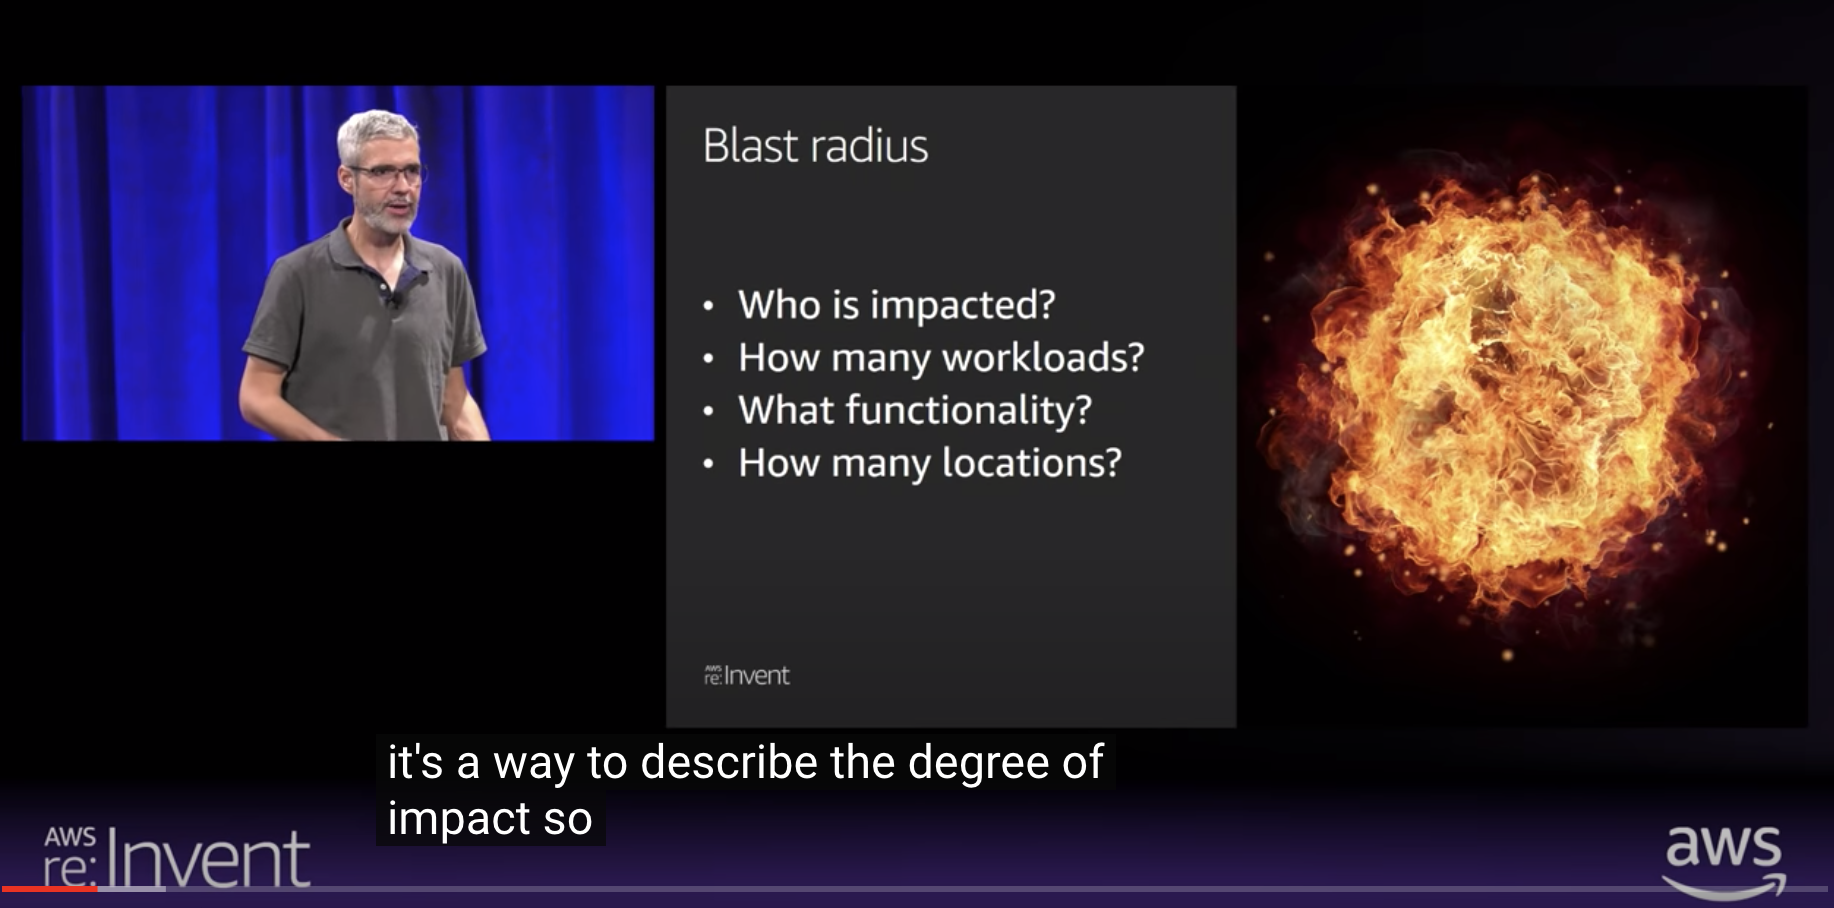 Blast radius
• Who is impacted?
• How many workloads?
• What functionality?
• How many locations?
AWS
re:Invent
it's a way to describe the degree of
impact so
AWS
re:Invent
aws